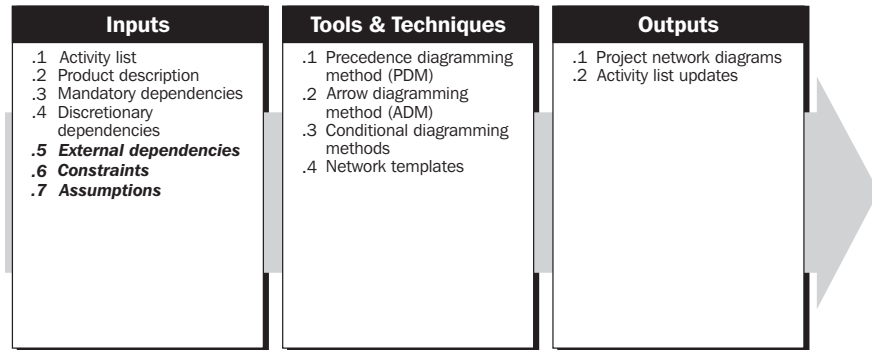 Inputs
.1 Activity list
.2 Product description
.3 Mandatory dependencies
.4 Discretionary
dependencies
.5 External dependencies
.6 Constraints
.7 Assumptions
Tools & Techniques
.1 Precedence diagramming
method (PDM)
.2 Arrow diagramming
method (ADM)
.3 Conditional diagramming
methods
.4 Network templates
Outputs
.1 Project network diagrams
.2 Activity list updates